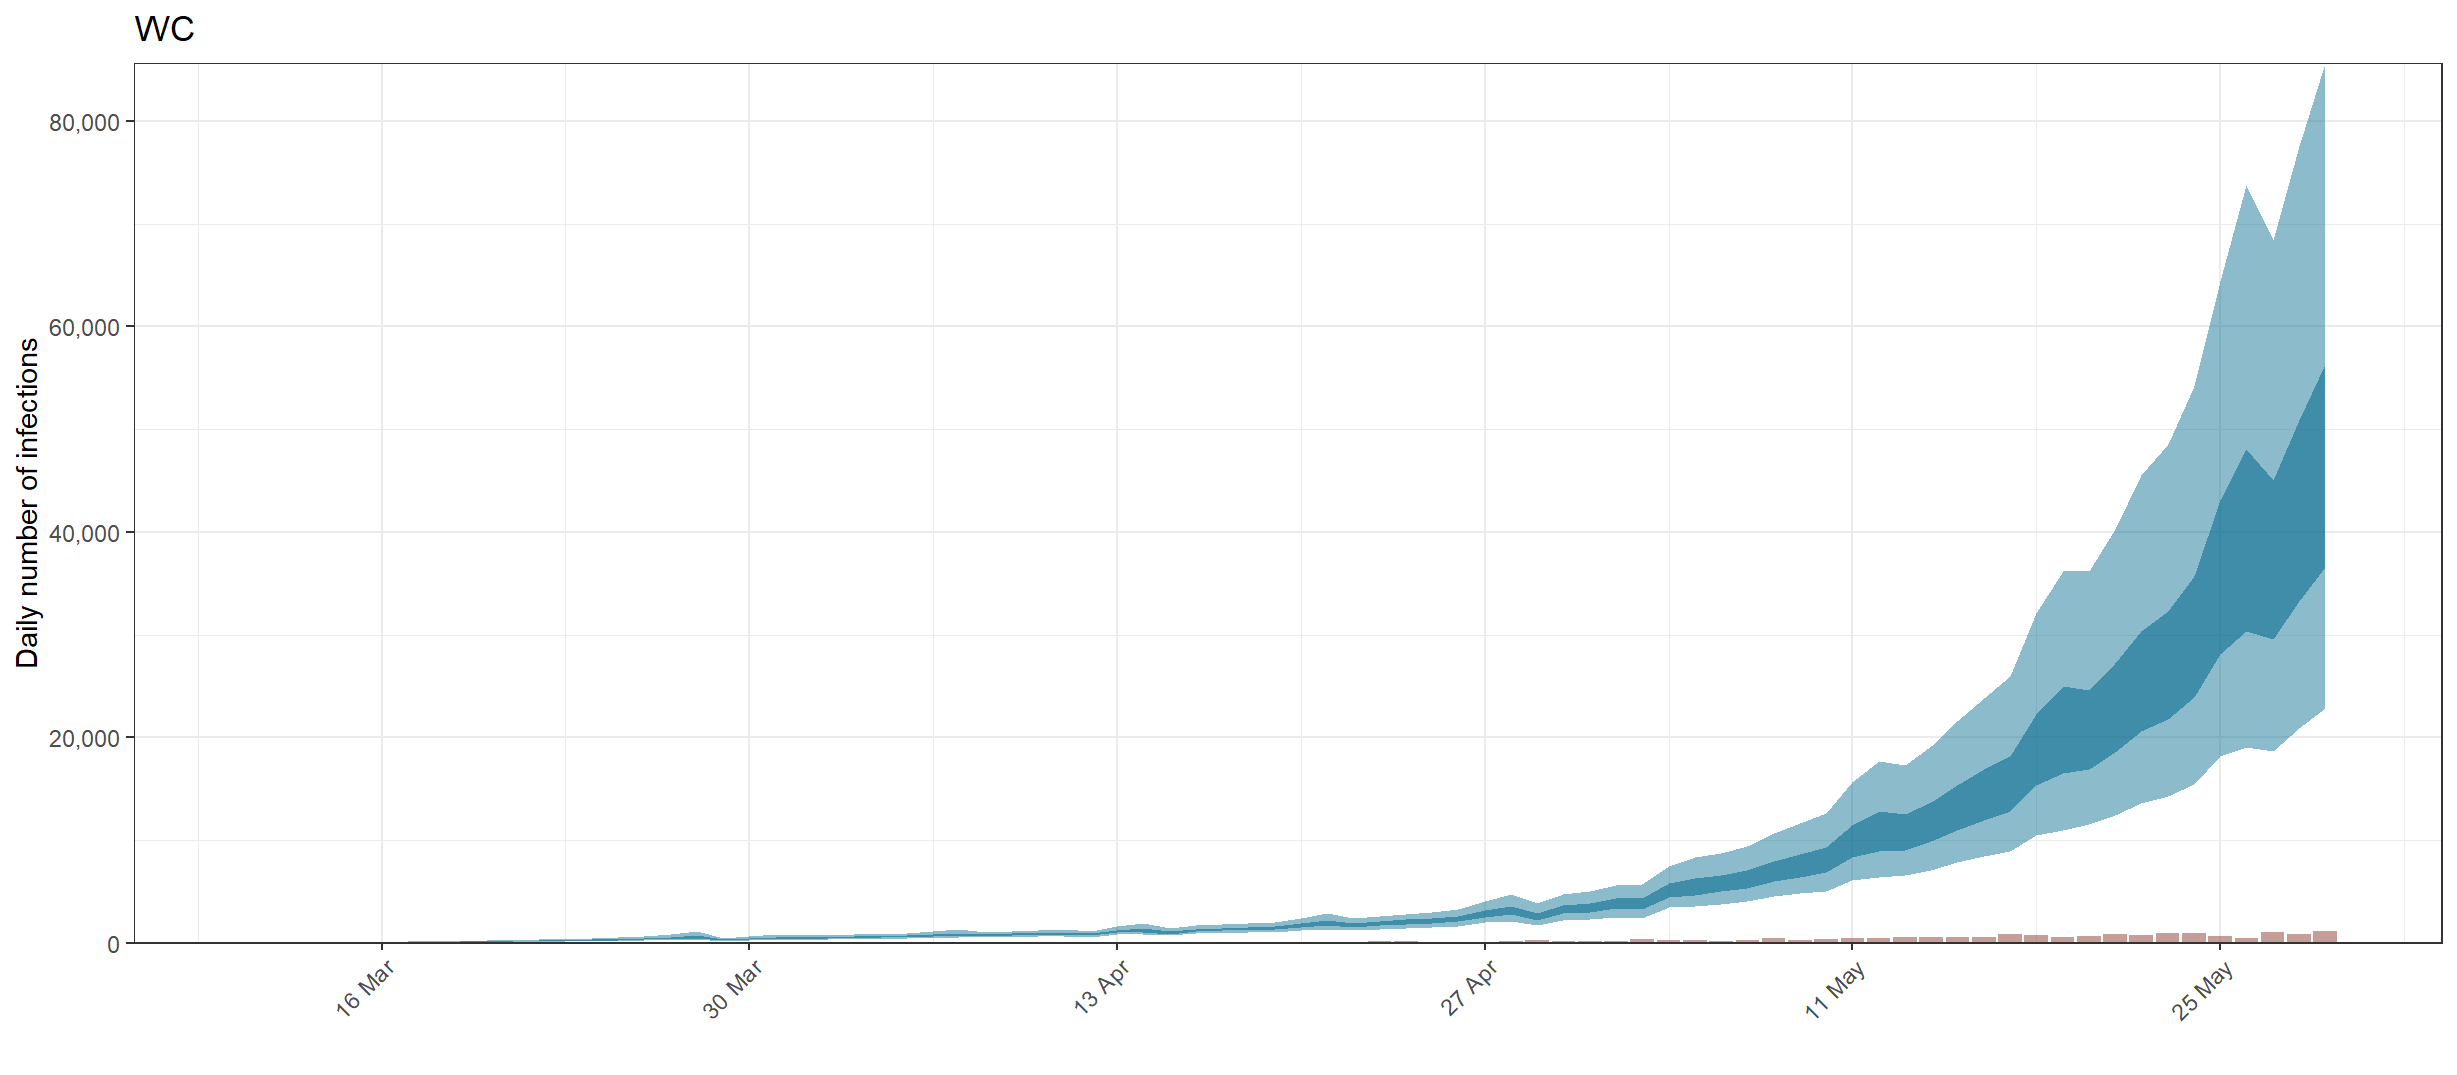 WC
Daily number of infections
80,000
60,000
40,000
20,000
0
16 Mar
30 Mar
13 Apr
27 Apr
11 May
25 May